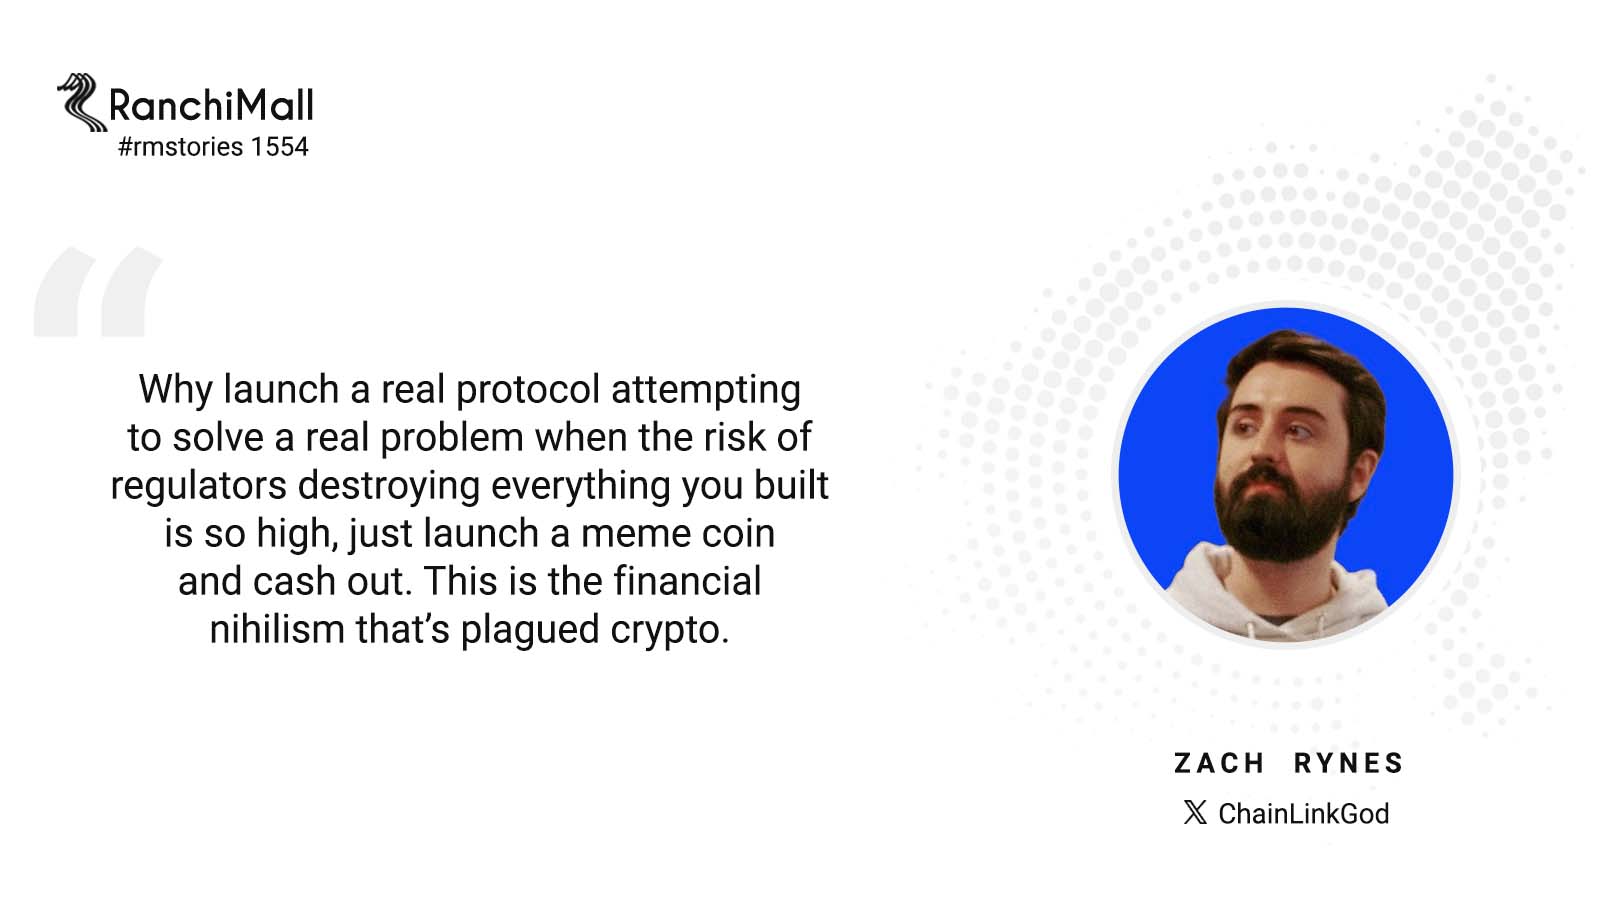 RanchiMall
#rmstories 1554
“
Why launch a real protocol attempting
to solve a real problem when the risk of
regulators destroying everything you built
is so high, just launch a meme coin
and cash out. This is the financial
nihilism that’s plagued crypto.
ZACH RYNES
X ChainLinkGod